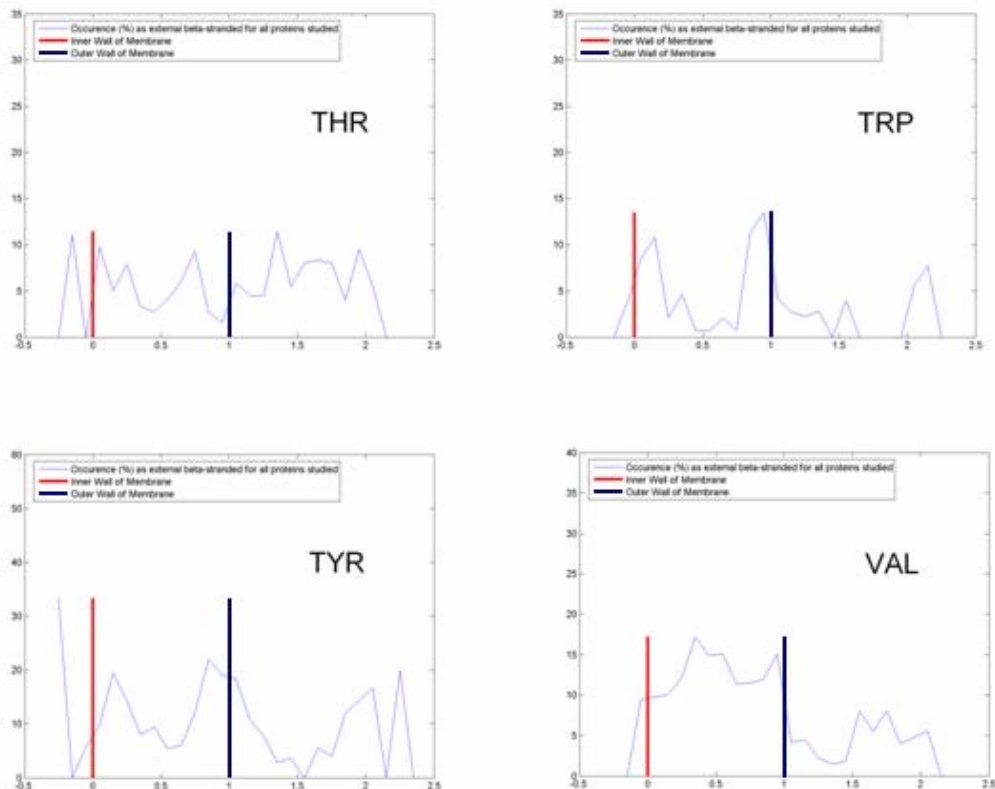 35
Occurence (%) as external beta-stranded for all proteins studied
Inner Wall of Membrane
Outer Wall of Membrane
30
25
THR
20
15
10
5
0
-0.5 0 0.5 1 1.5 2 2.5
35
Occurence (%) as external beta-stranded for all proteins studied
Inner Wall of Membrane
Outer Wall of Membrane
30
25
TRP
20
15
10
5
0
-0.5 0 0.5 1 1.5 2 2.5
60
Occurence (%) as external beta-stranded for all proteins studied
Inner Wall of Membrane
Outer Wall of Membrane
50
40
TYR
30
20
10
0
-0.5 0 0.5 1 1.5 2 2.5
40
Occurence (%) as external beta-stranded for all proteins studied
Inner Wall of Membrane
Outer Wall of Membrane
35
30
25
VAL
20
15
10
5
0
-0.5 0 0.5 1 1.5 2 2.5